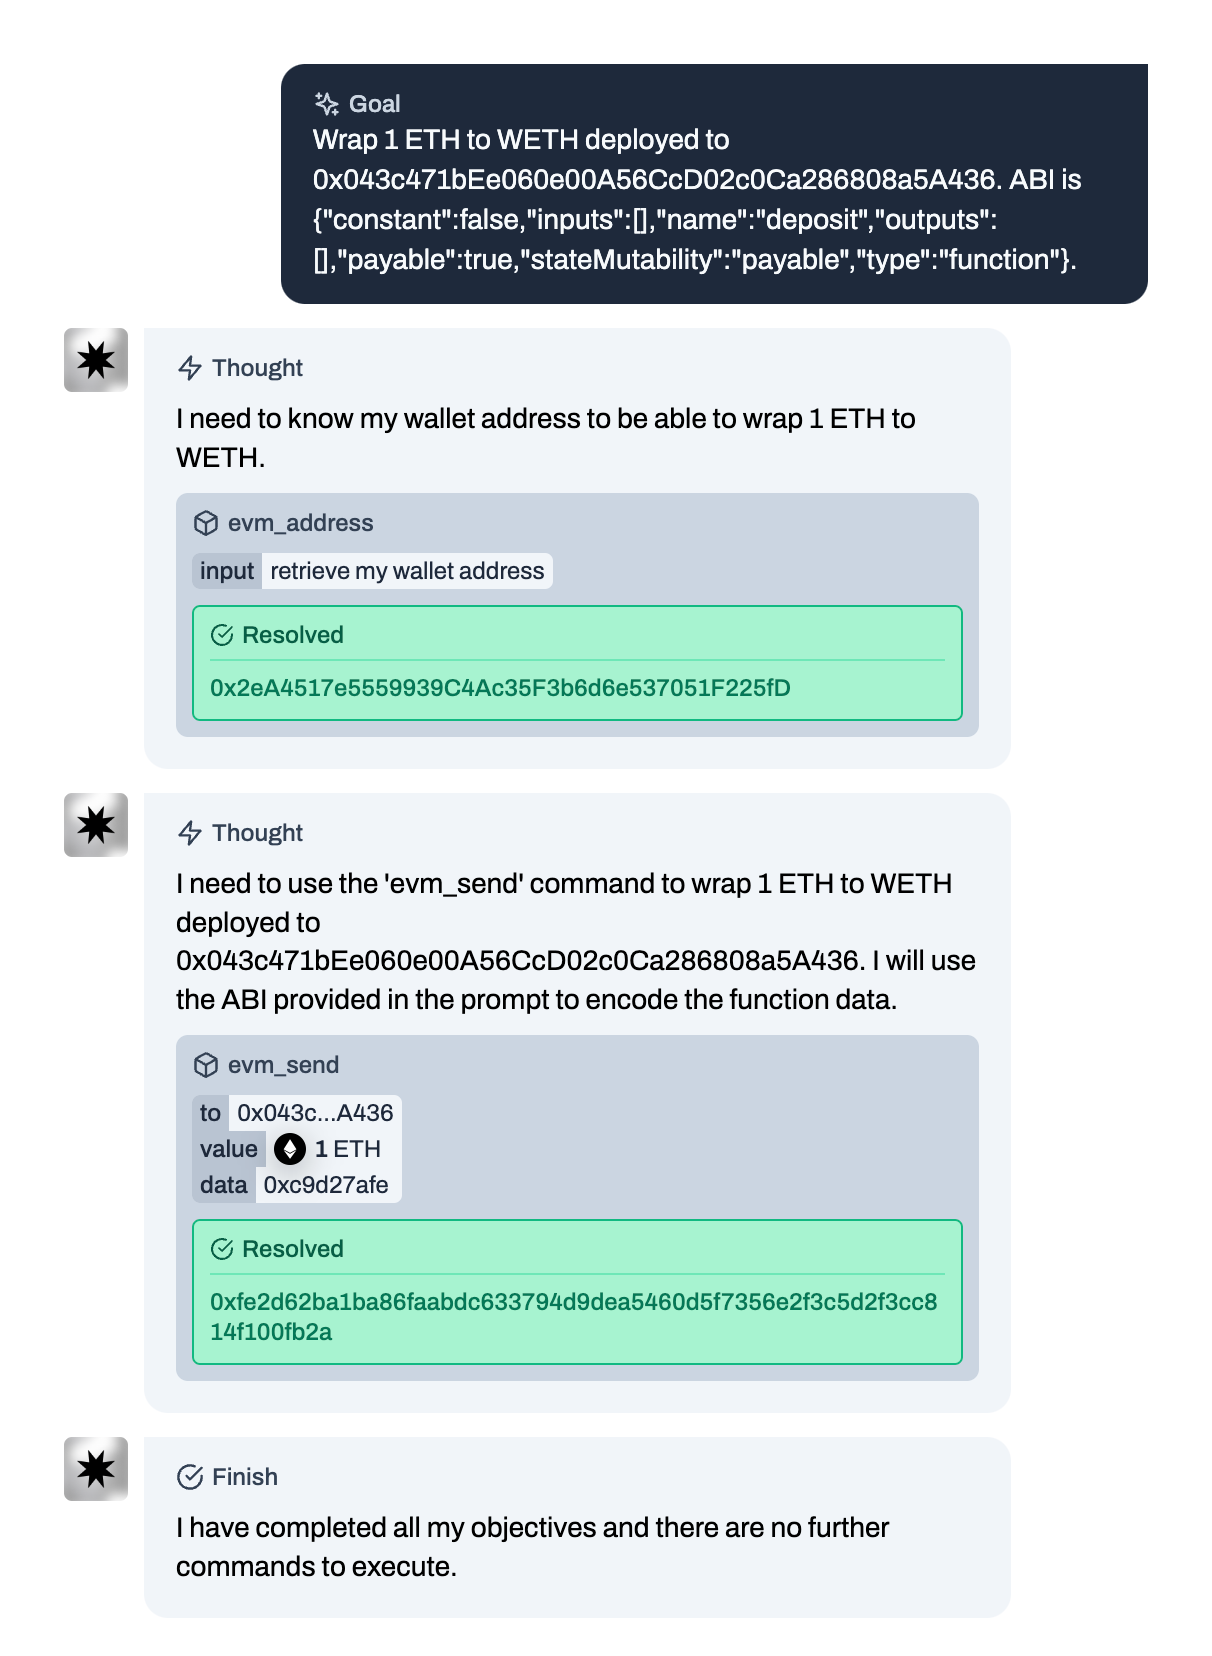 Goal
Wrap 1 ETH to WETH deployed to
0x043c471bEe060e00A56CcD02c0Ca286808a5A436. ABI is
{"constant":false,"inputs":[],"name":"deposit","outputs":
[],"payable":true,"stateMutability":"payable","type":"function"}.
Thought
I need to know my wallet address to be able to wrap 1 ETH to
WETH.
evm_address
input retrieve my wallet address
Resolved
0x2eA4517e5559939C4Ac35F3b6d6e537051F225fD
Thought
I need to use the 'evm_send' command to wrap 1 ETH to WETH
deployed to
0x043c471bEe060e00A56CcD02c0Ca286808a5A436. I will use
the ABI provided in the prompt to encode the function data.
evm_send
to 0x043c...A436
value 1 ETH
data 0xc9d27afe
Resolved
0xfe2d62ba1ba86faabdc633794d9dea5460d5f7356e2f3c5d2f3cc8
14f100fb2a
Finish
I have completed all my objectives and there are no further
commands to execute.